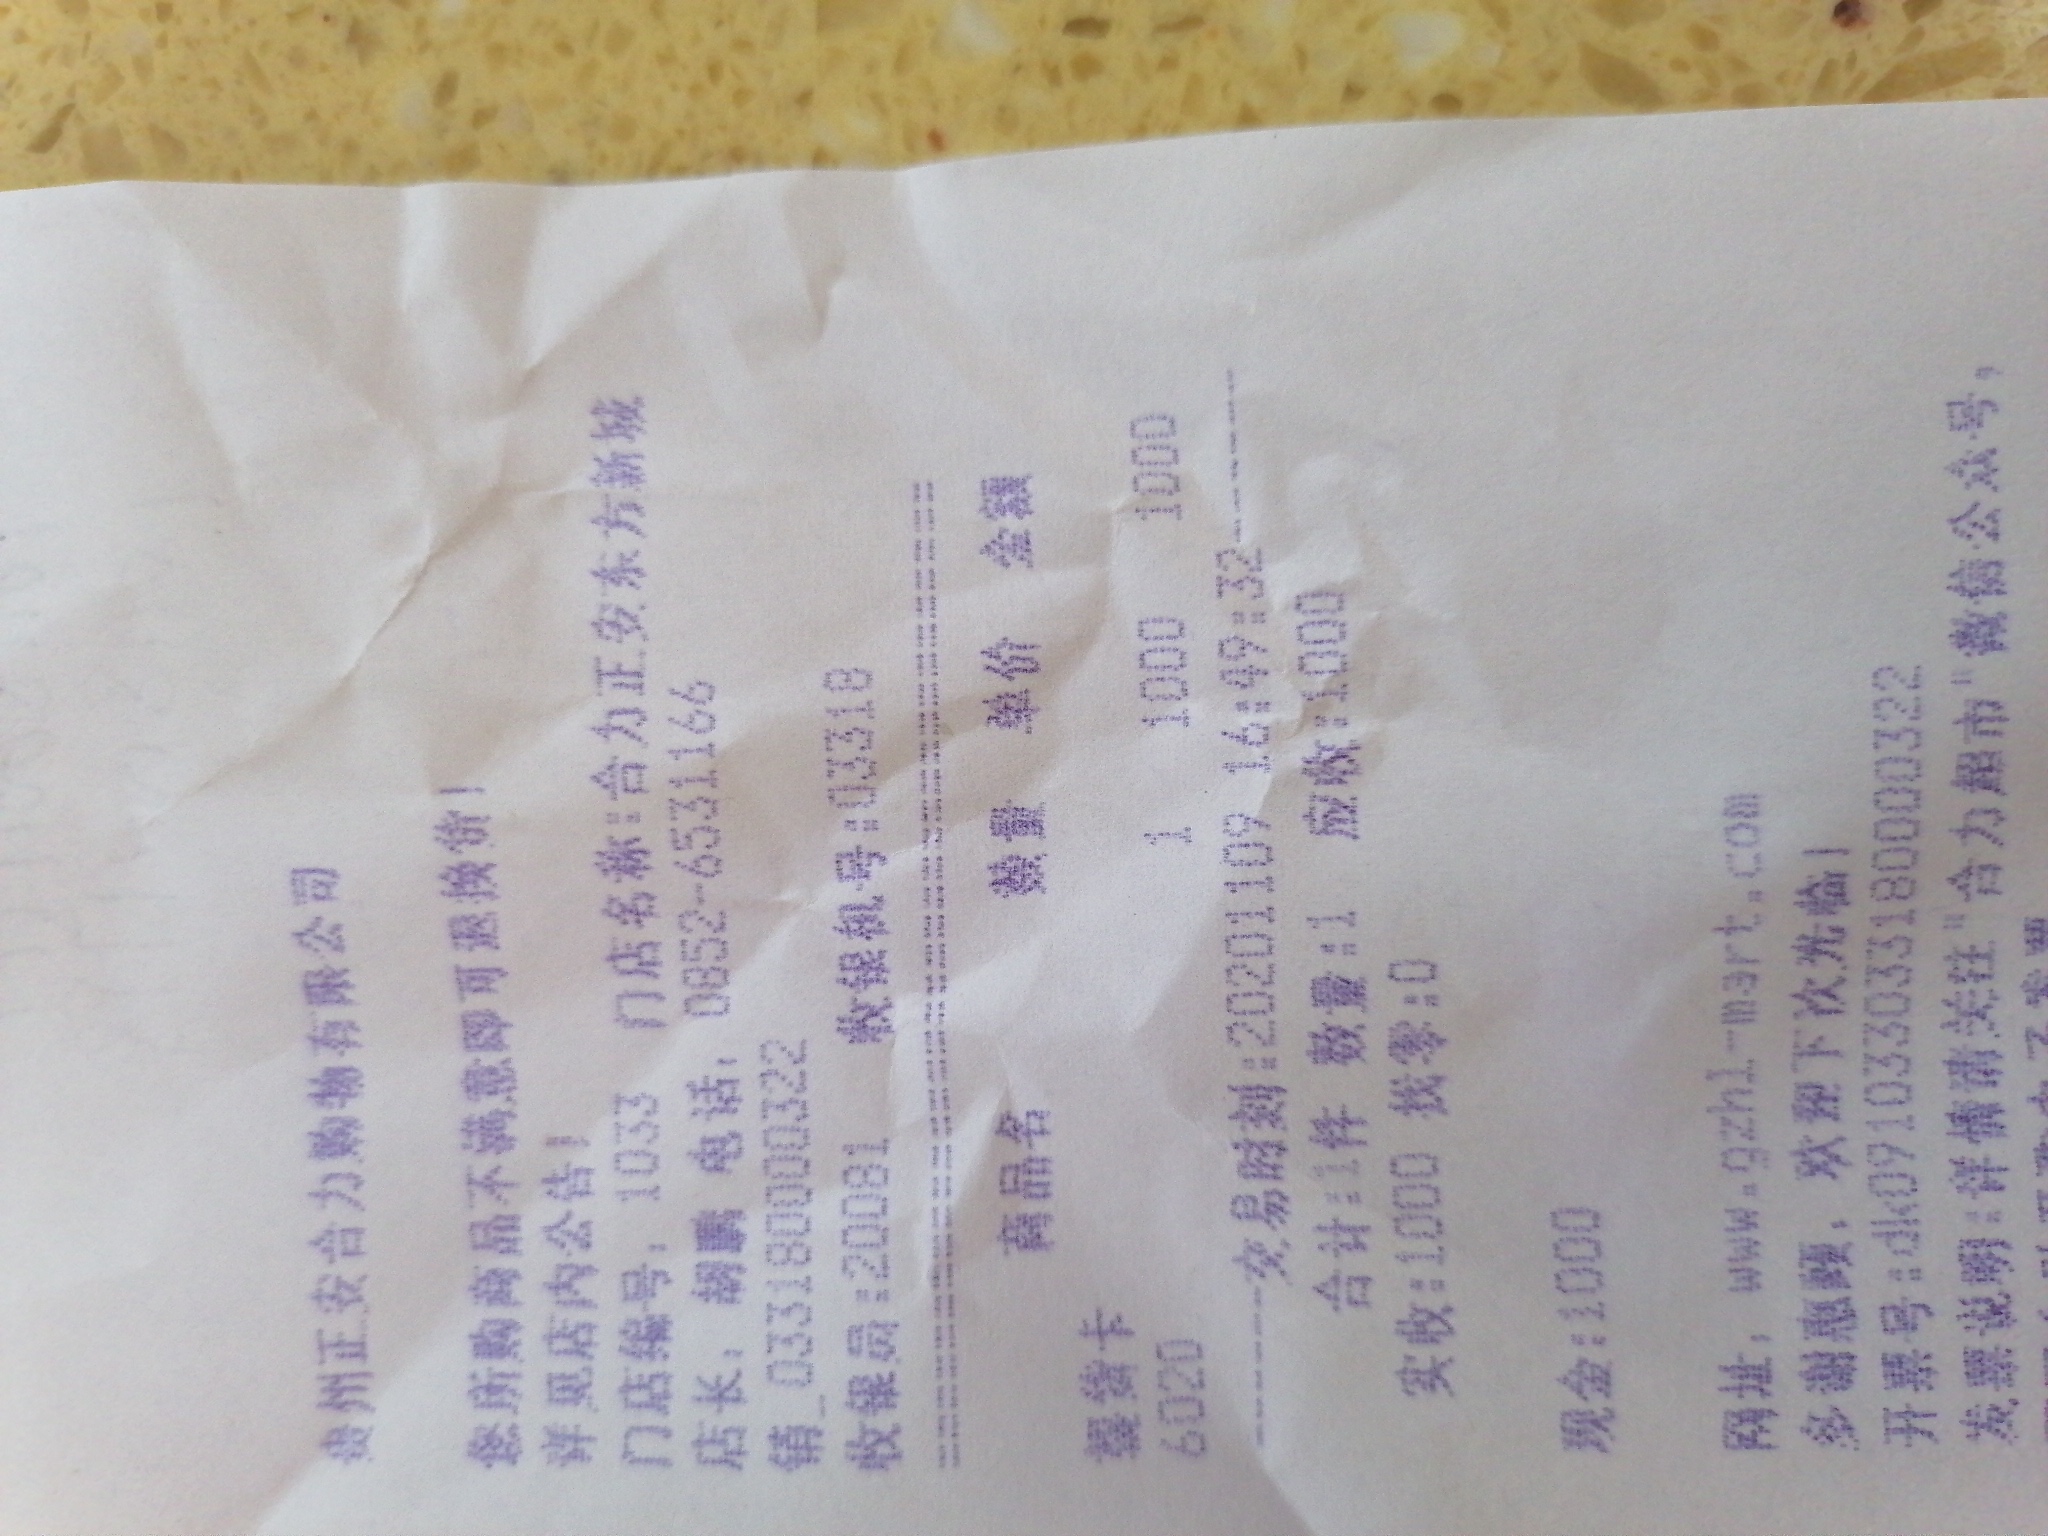 贵州正安合力购物有限公司
您所购商品不满意即可退换货!
详见店内公告!
门店编号: 1033 门店名称:合力正安东方新城
店长: 胡鹏 电话: 0852-6531166
销_033180000322
收银员:20081 收银机号:03318
================================
商品名 数量 单价 金额
储值卡
6020 1 1000 1000
------交易时刻:20201109 16:49:32------
合计:1件 数量:1 应收:1000
实收:1000 找零:0
现金:1000
网址: www.gzhl-mart.com
多谢惠顾, 欢迎下次光临!
开票号:dk091033033180000322
发票说明:详情请关注"合力超市"微信公众号,